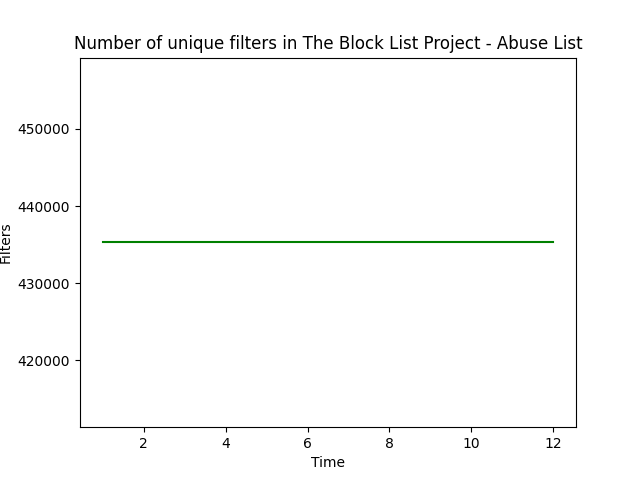 Number of unique filters in The Block List Project - Abuse List
450000
440000
430000
420000
Filters
2 4 6 8 10 12
Time